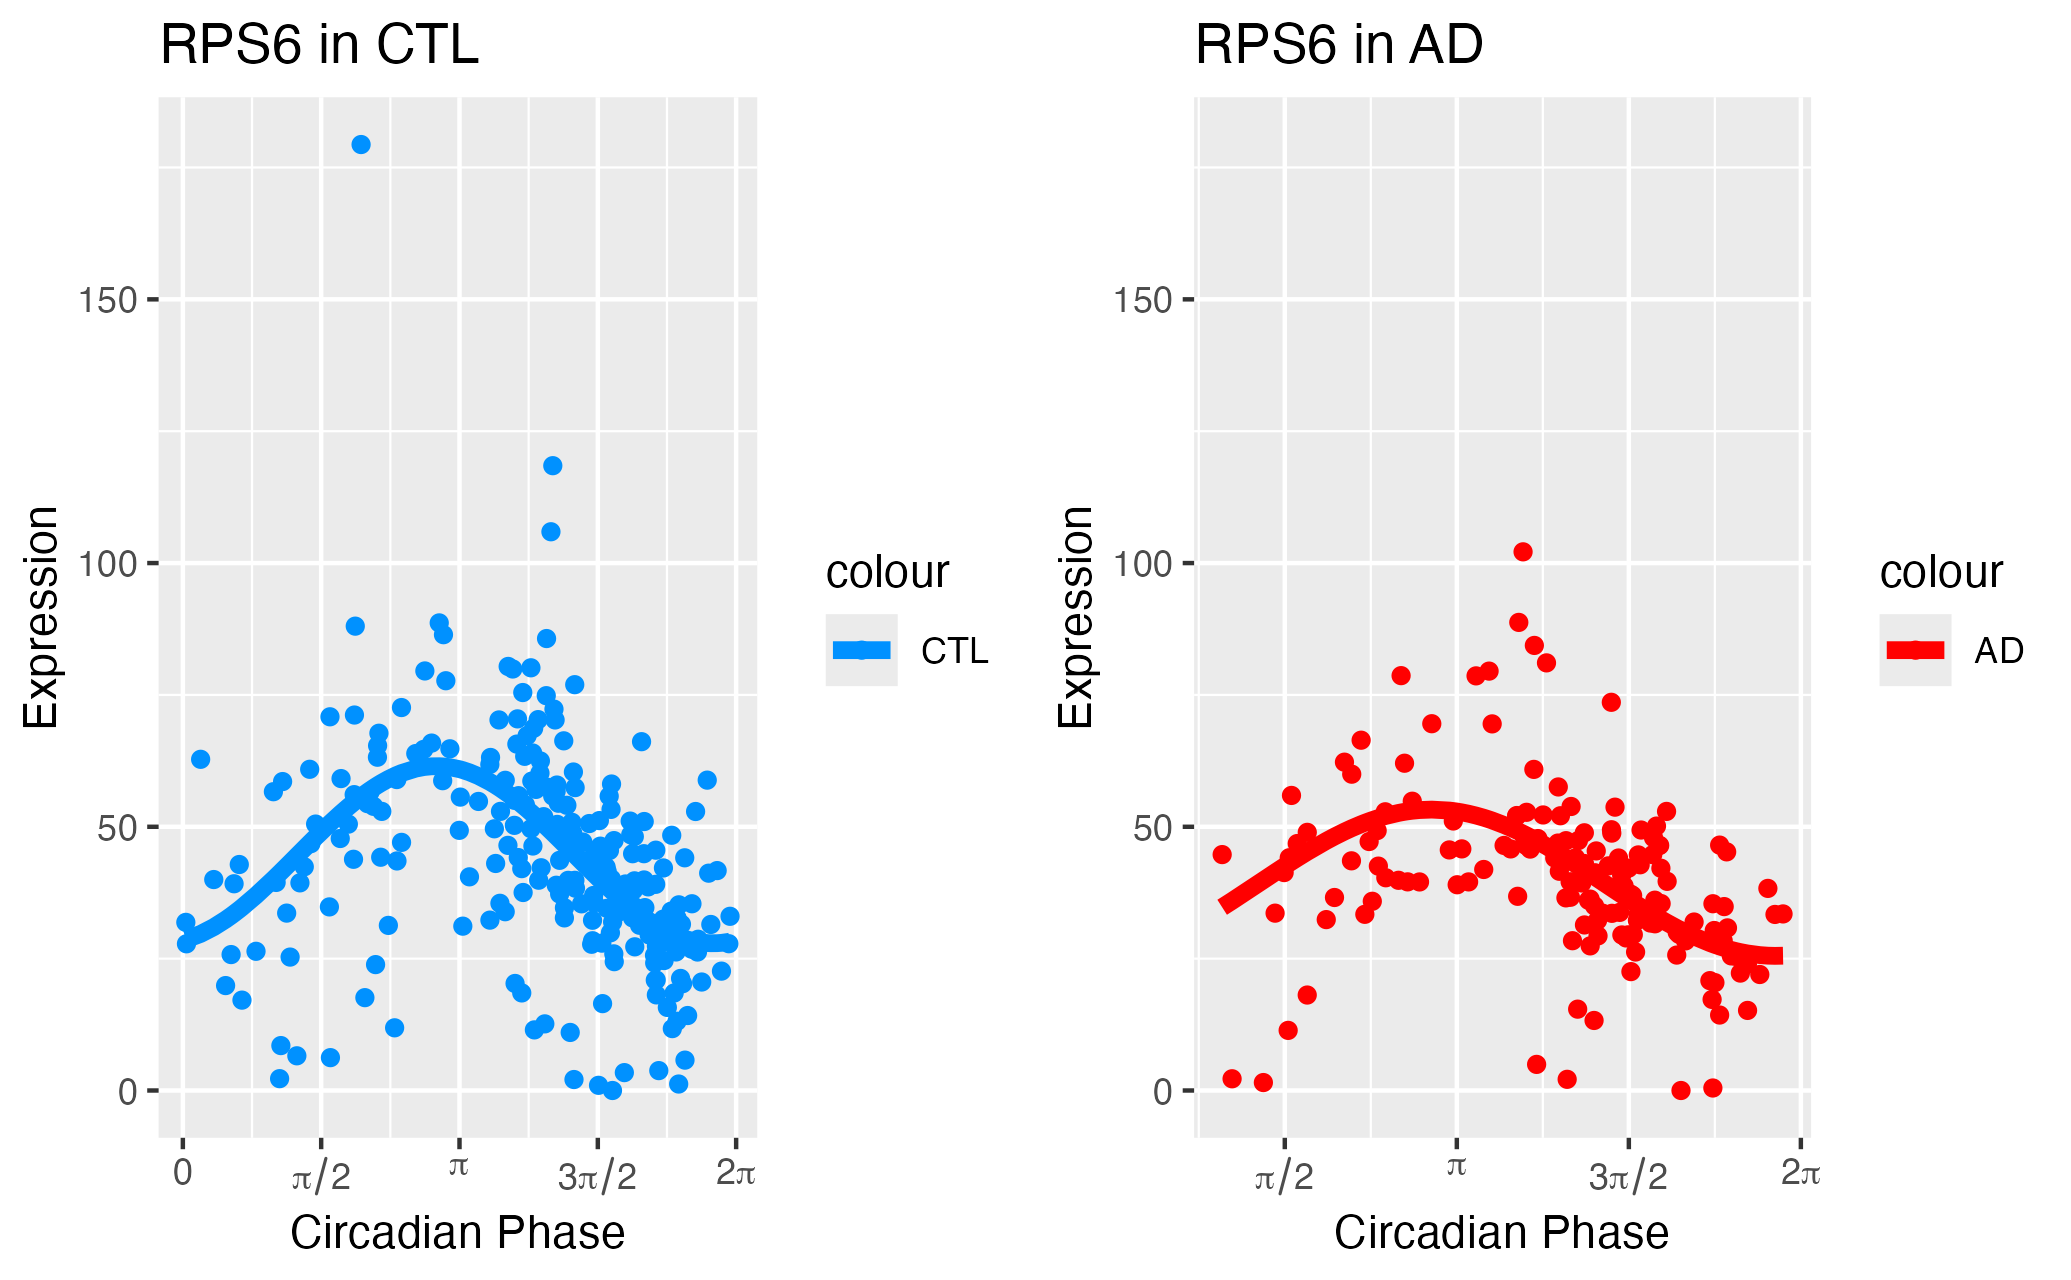 RPS6 in CTL
Expression
150
100
50
0
0 π/2 π 3π/2 2π
Circadian Phase
colour
CTL
RPS6 in AD
Expression
150
100
50
0
π/2 π 3π/2 2π
Circadian Phase
colour
AD